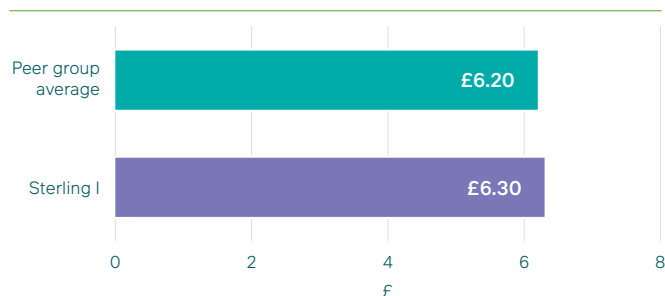 Peer group
average
£6.20
Sterling I
£6.30
0 2 4 6 8
£